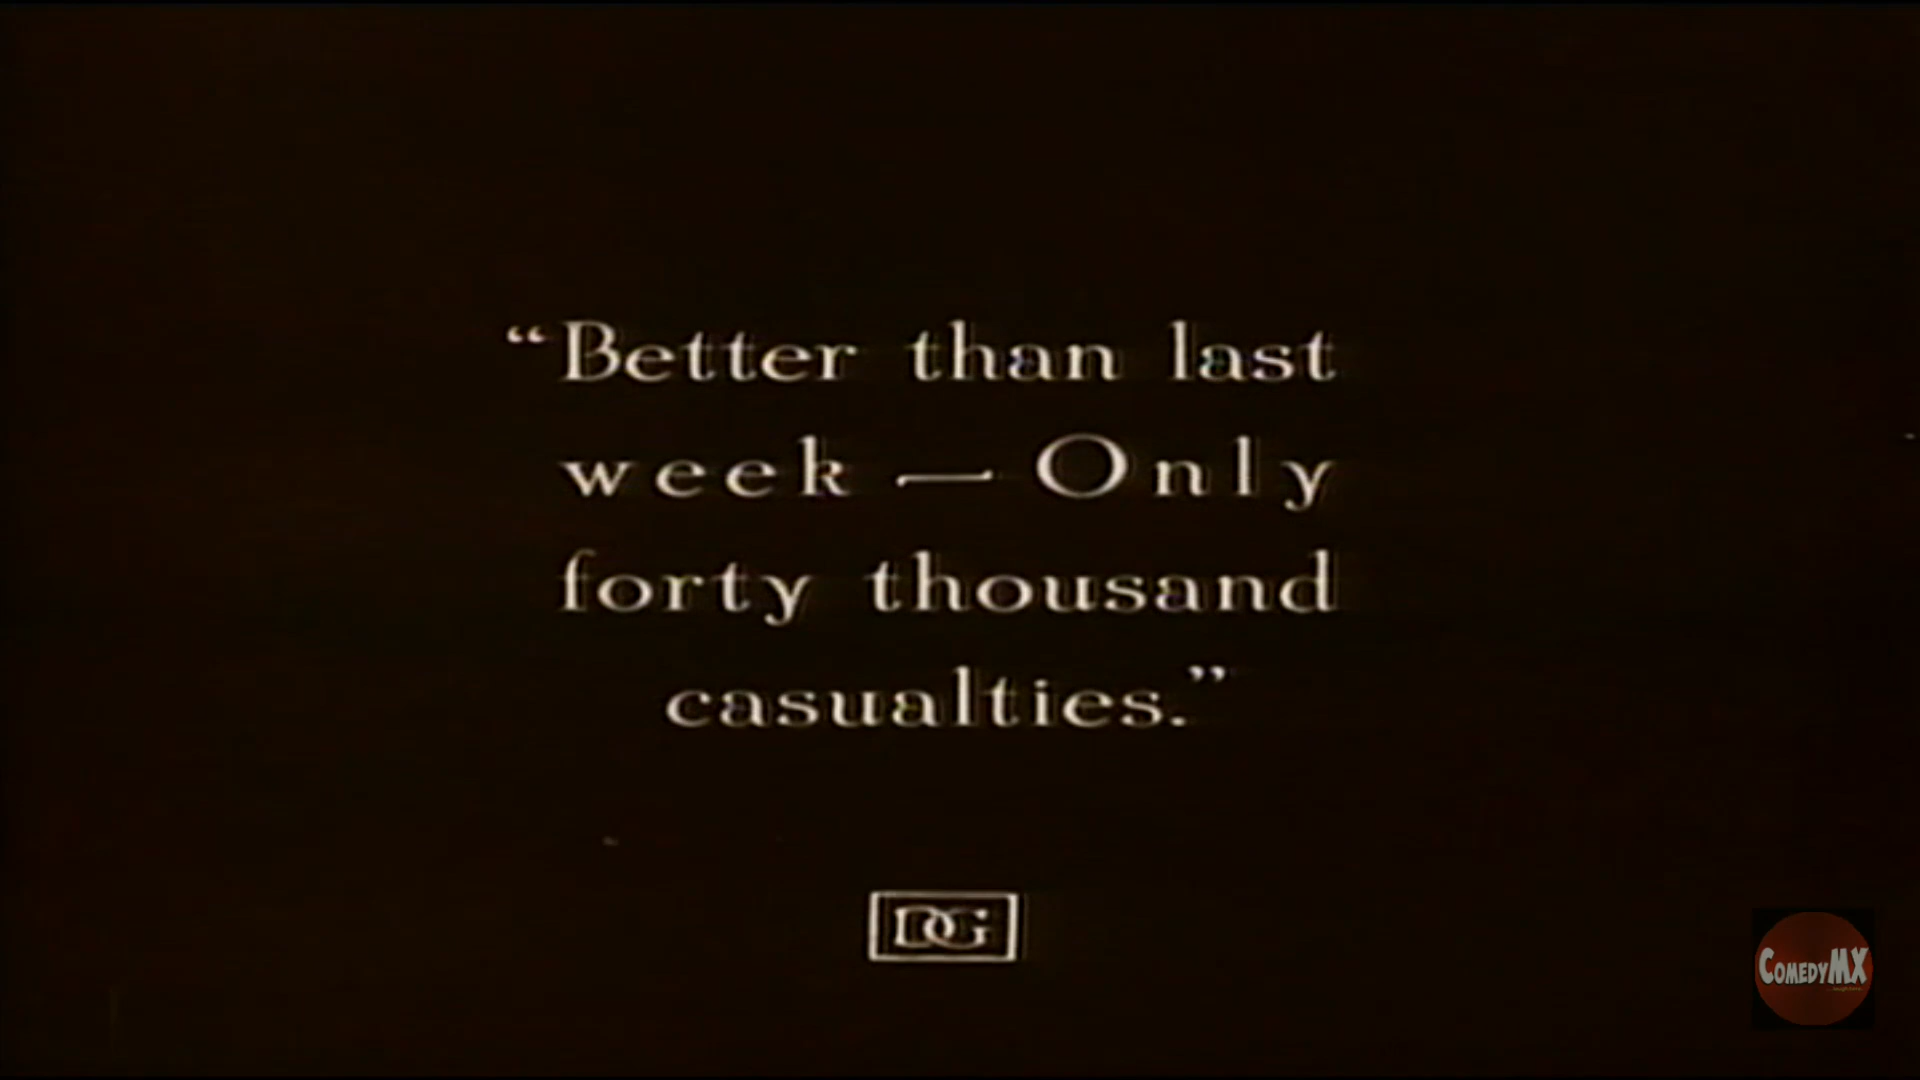 “Better than last
week — Only
forty thousand
casualties.”
DG
COMEDYMX